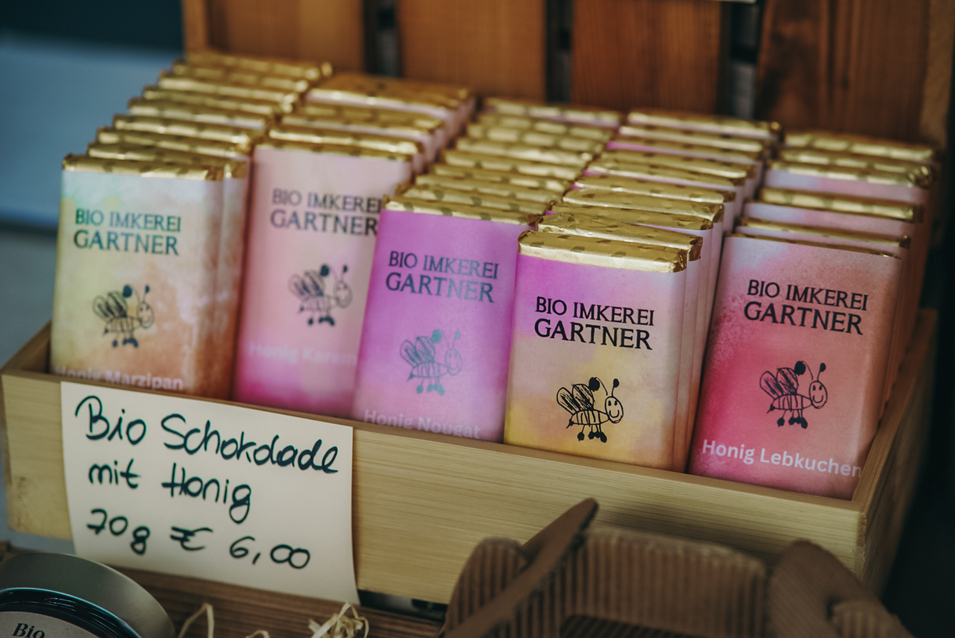 BIO IMKEREI
GARTNER
Honig Marzipan
BIO IMKEREI
GARTNER
Honig
BIO IMKEREI
GARTNER
Honig Nougat
BIO IMKEREI
GARTNER
BIO IMKEREI
GARTNER
Honig Lebkuchen
Bio Schokolade
mit Honig
70g € 6,00
Bio